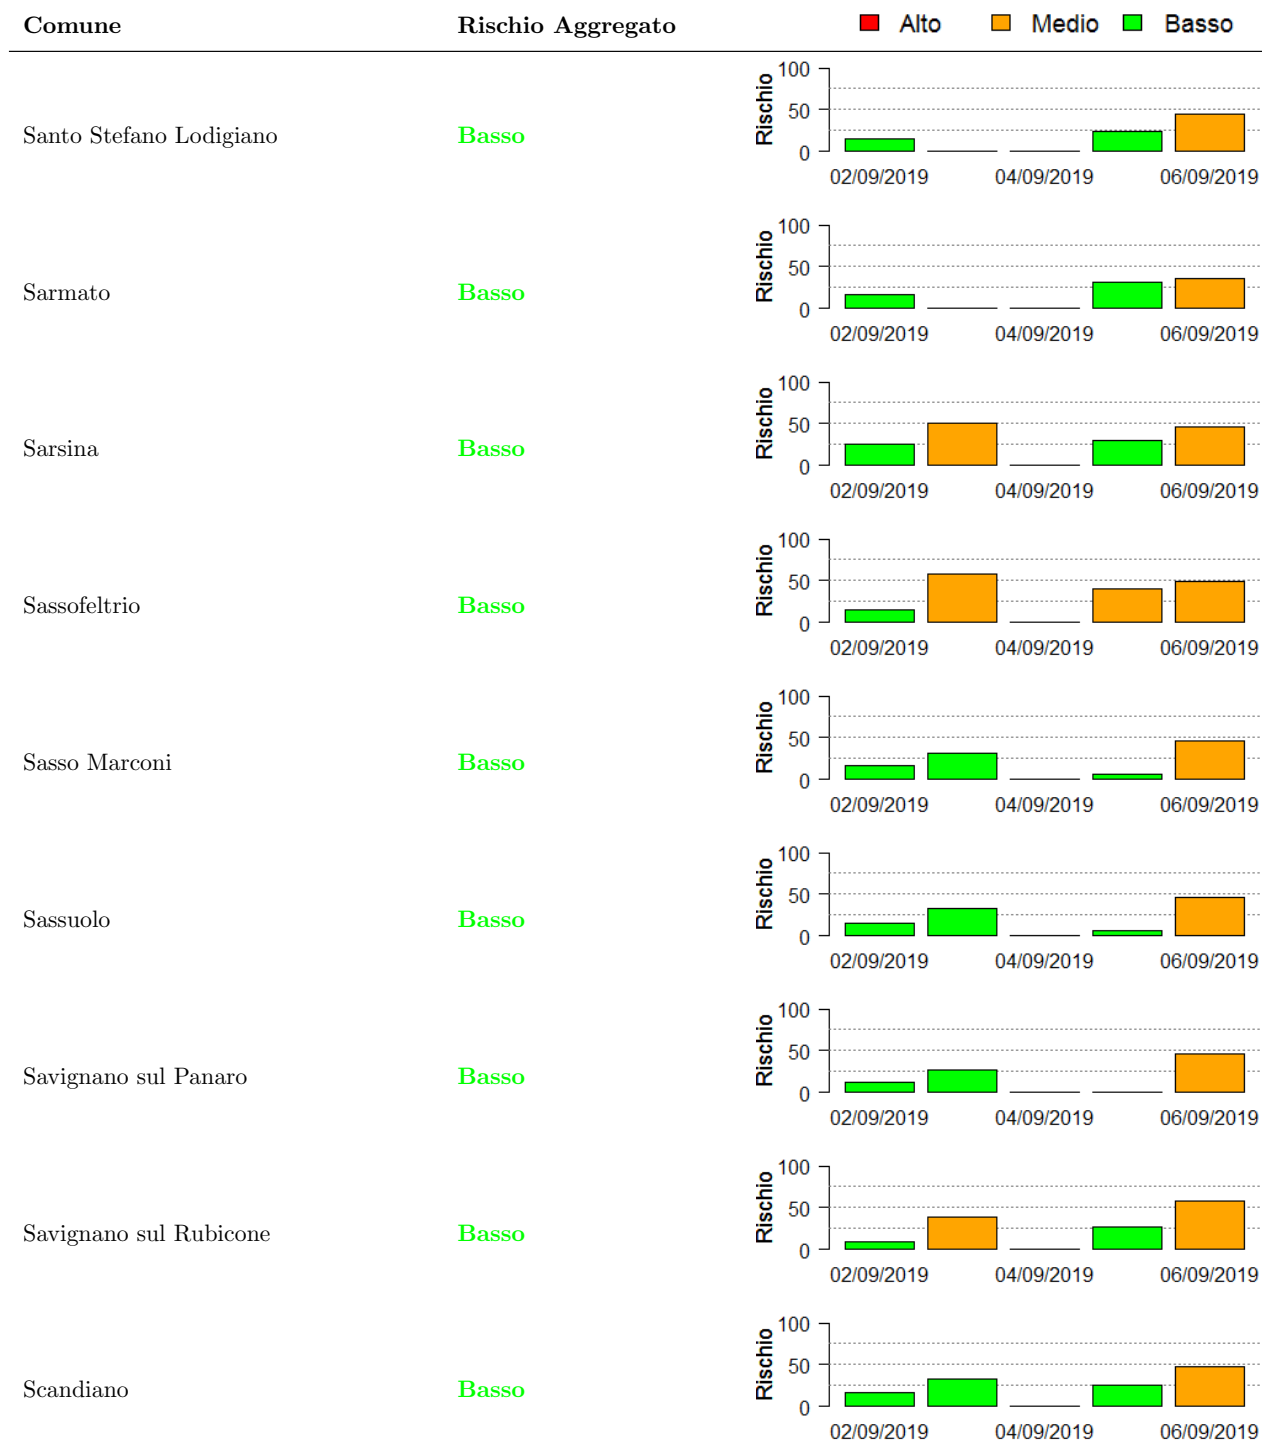 Comune Rischio Aggregato Alto Medio Basso
Santo Stefano Lodigiano Basso Rischio 100 50 0
02/09/2019 04/09/2019 06/09/2019
Sarmato Basso Rischio 100 50 0
02/09/2019 04/09/2019 06/09/2019
Sarsina Basso Rischio 100 50 0
02/09/2019 04/09/2019 06/09/2019
Sassofeltrio Basso Rischio 100 50 0
02/09/2019 04/09/2019 06/09/2019
Sasso Marconi Basso Rischio 100 50 0
02/09/2019 04/09/2019 06/09/2019
Sassuolo Basso Rischio 100 50 0
02/09/2019 04/09/2019 06/09/2019
Savignano sul Panaro Basso Rischio 100 50 0
02/09/2019 04/09/2019 06/09/2019
Savignano sul Rubicone Basso Rischio 100 50 0
02/09/2019 04/09/2019 06/09/2019
Scandiano Basso Rischio 100 50 0
02/09/2019 04/09/2019 06/09/2019